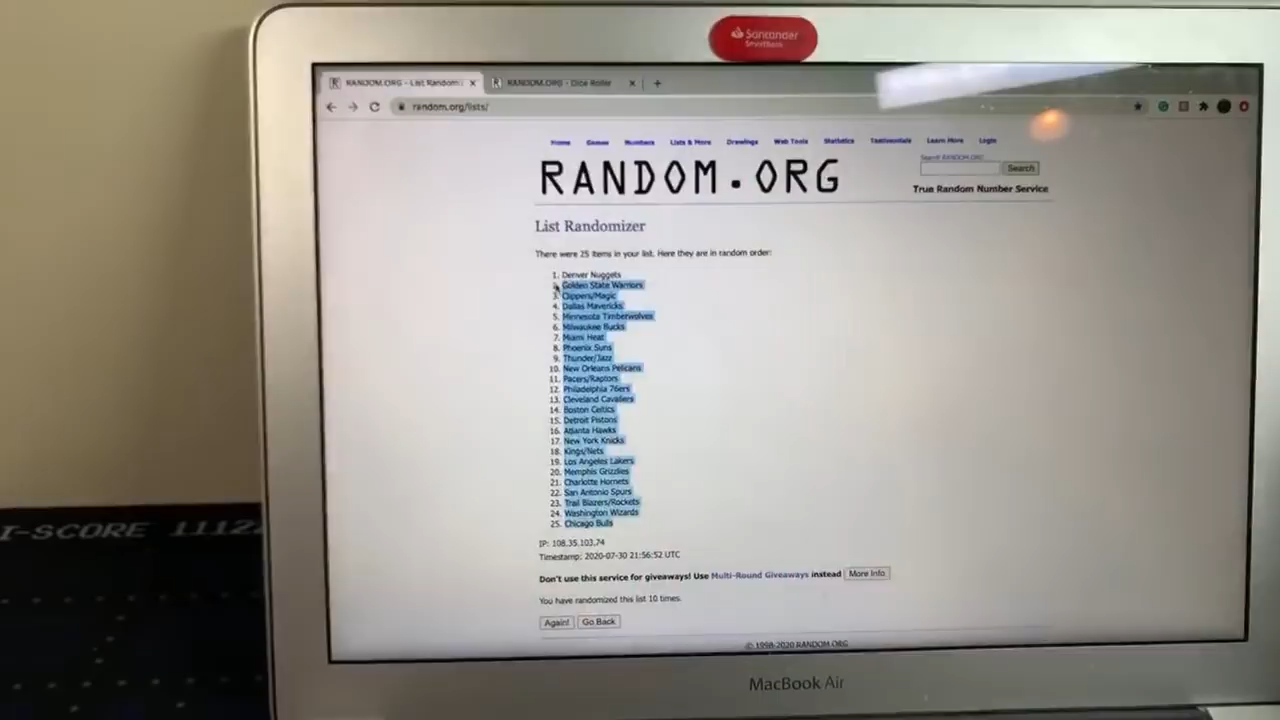 Santander
SmartBank
RANDOM.ORG - List Random
RANDOM.ORG - Dice Roller
random.org/lists/
Home Games Numbers Lists & More Drawings Web Tools Statistics Testimonials Learn More Login
RANDOM.ORG
Search RANDOM.ORG
Search
True Random Number Service
List Randomizer
There were 25 items in your list. Here they are in random order:
1. Denver Nuggets
2. Golden State Warriors
3. Clippers/Magic
4. Dallas Mavericks
5. Minnesota Timberwolves
6. Milwaukee Bucks
7. Miami Heat
8. Phoenix Suns
9. Thunder/Jazz
10. New Orleans Pelicans
11. Pacers/Raptors
12. Philadelphia 76ers
13. Cleveland Cavaliers
14. Boston Celtics
15. Detroit Pistons
16. Atlanta Hawks
17. New York Knicks
18. Kings/Nets
19. Los Angeles Lakers
20. Memphis Grizzlies
21. Charlotte Hornets
22. San Antonio Spurs
23. Trail Blazers/Rockets
24. Washington Wizards
25. Chicago Bulls
IP: 108.35.103.74
Timestamp: 2020-07-30 21:56:52 UTC
Don't use this service for giveaways! Use Multi-Round Giveaways instead More Info
You have randomized this list 10 times.
Again! Go Back
© 1998-2020 RANDOM.ORG
MacBook Air
I-SCORE 1112